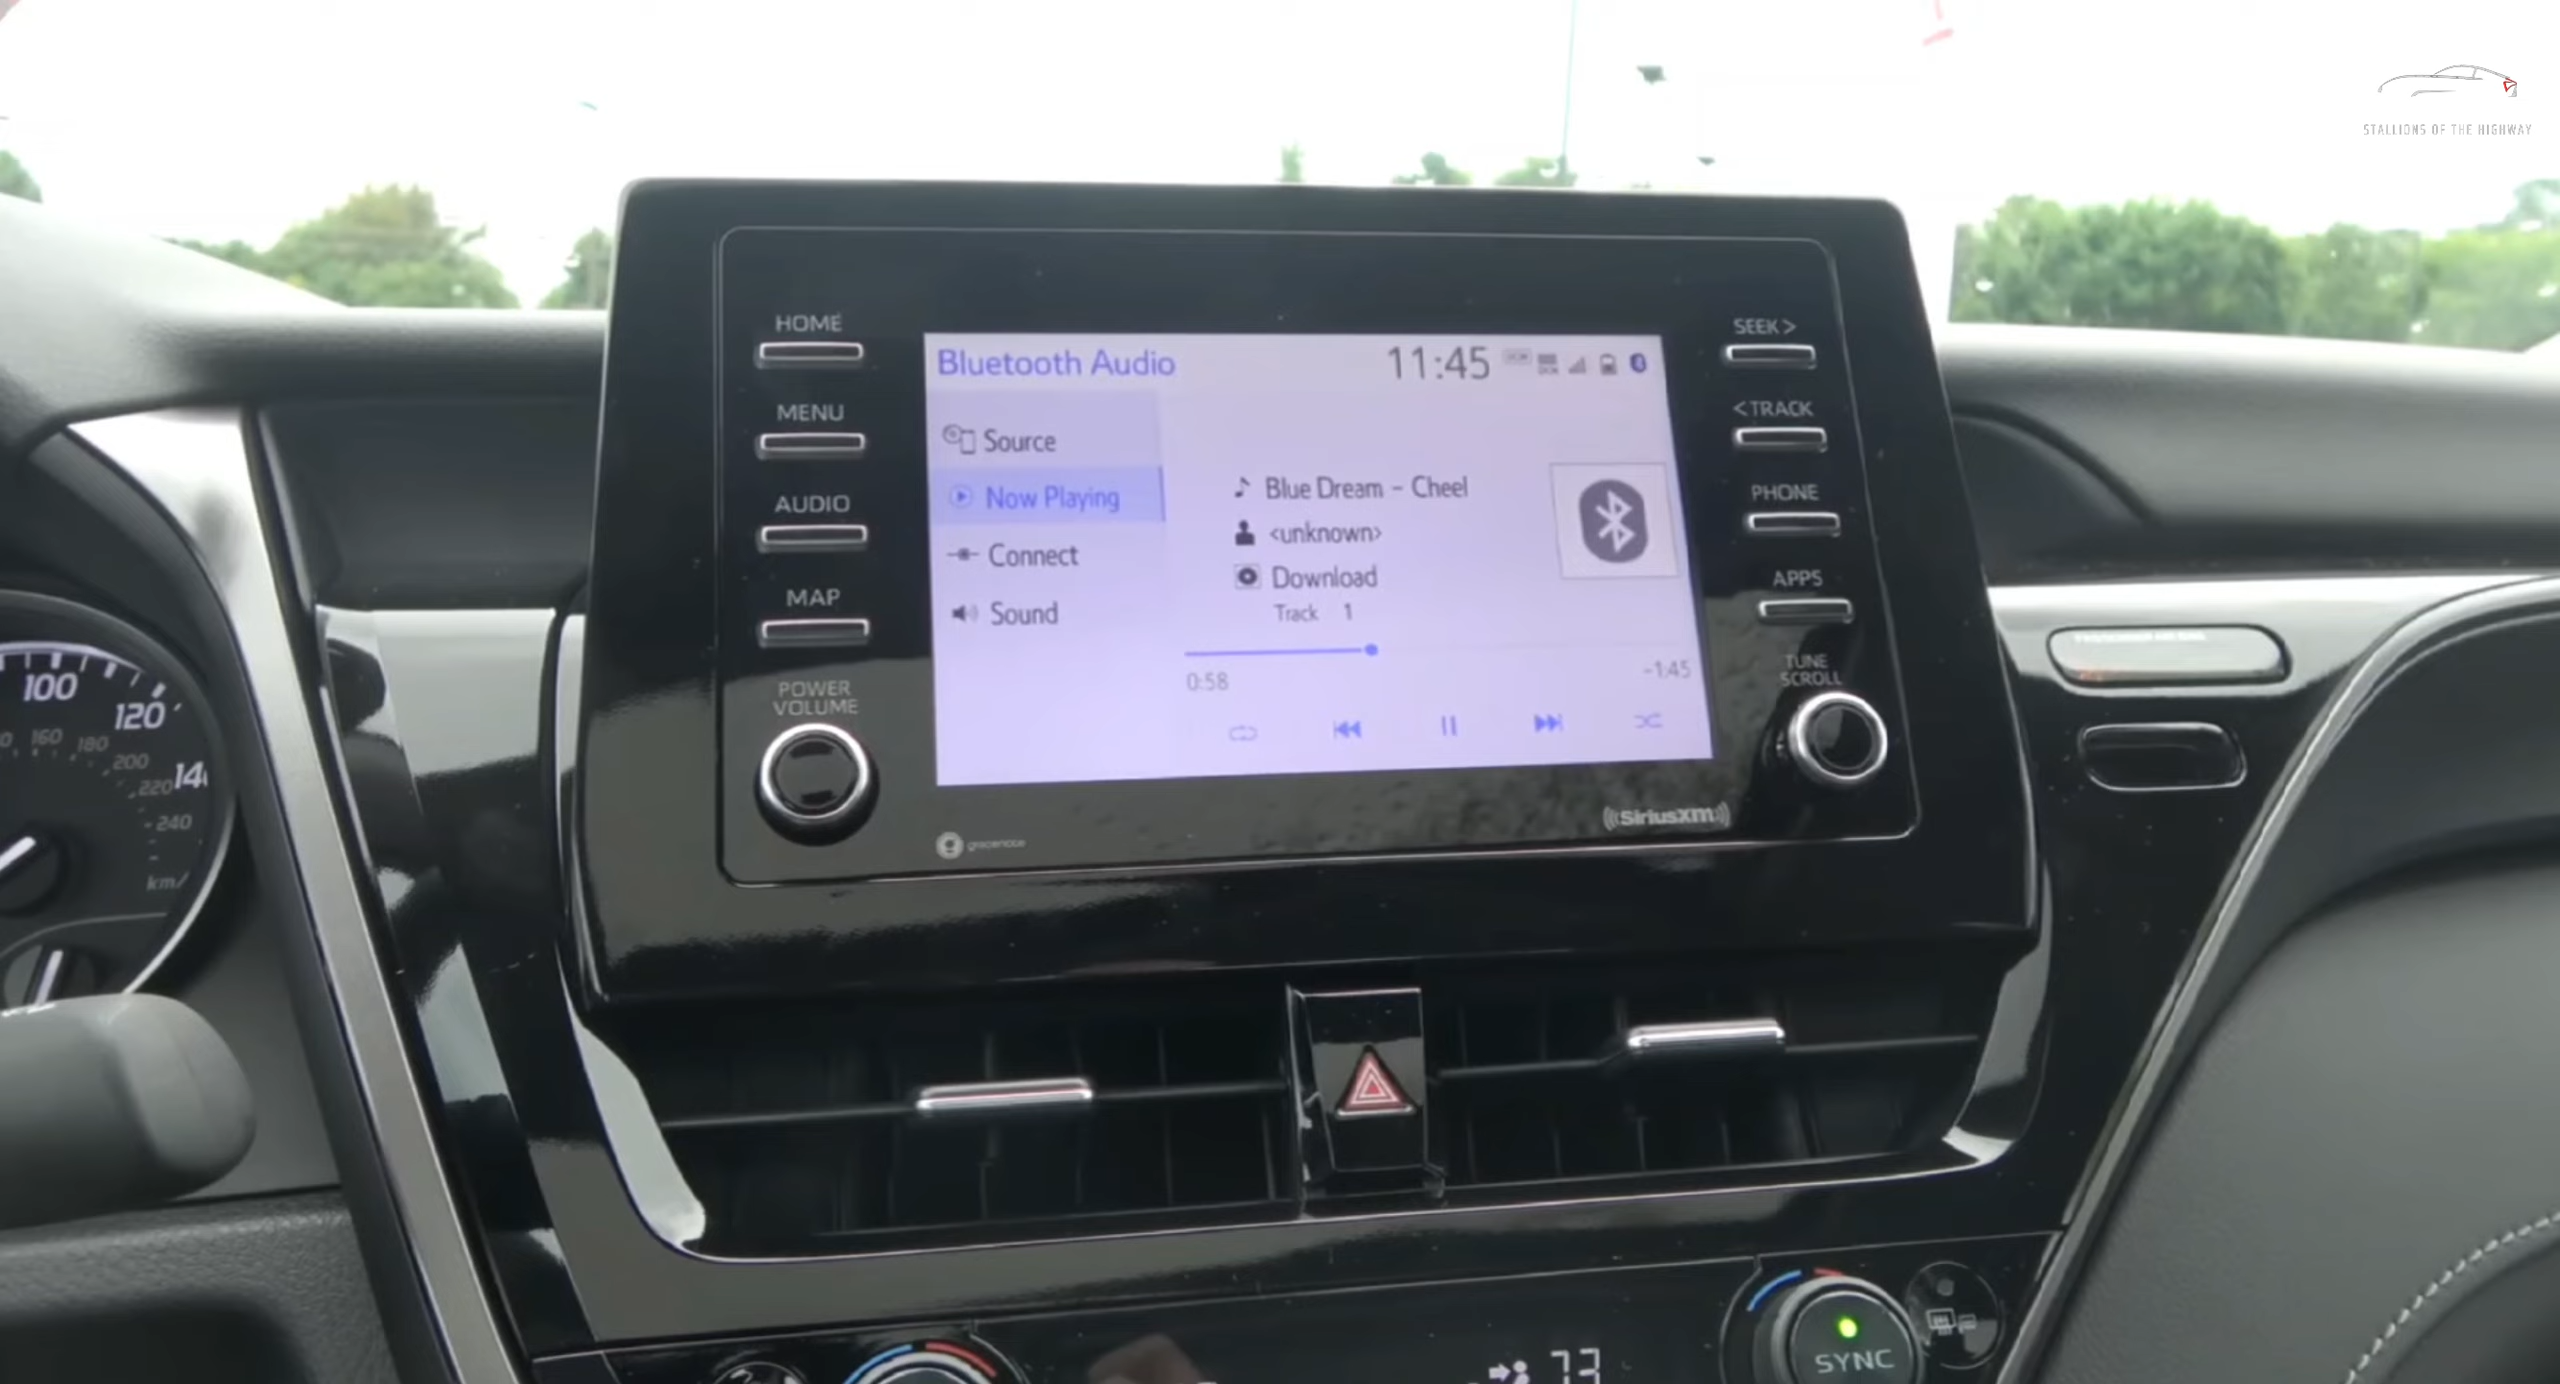 STALLIONS OF THE HIGHWAY
HOME
MENU
AUDIO
MAP
POWER
VOLUME
Bluetooth Audio
11:45
Source
Now Playing
Connect
Sound
Blue Dream - Cheel
<unknown>
Download
Track 1
0:58
-1:45
SEEK >
< TRACK
PHONE
APPS
TUNE
SCROLL
gracenote
SiriusXM
100
120
160
180
200
220
240
km/
73
SYNC